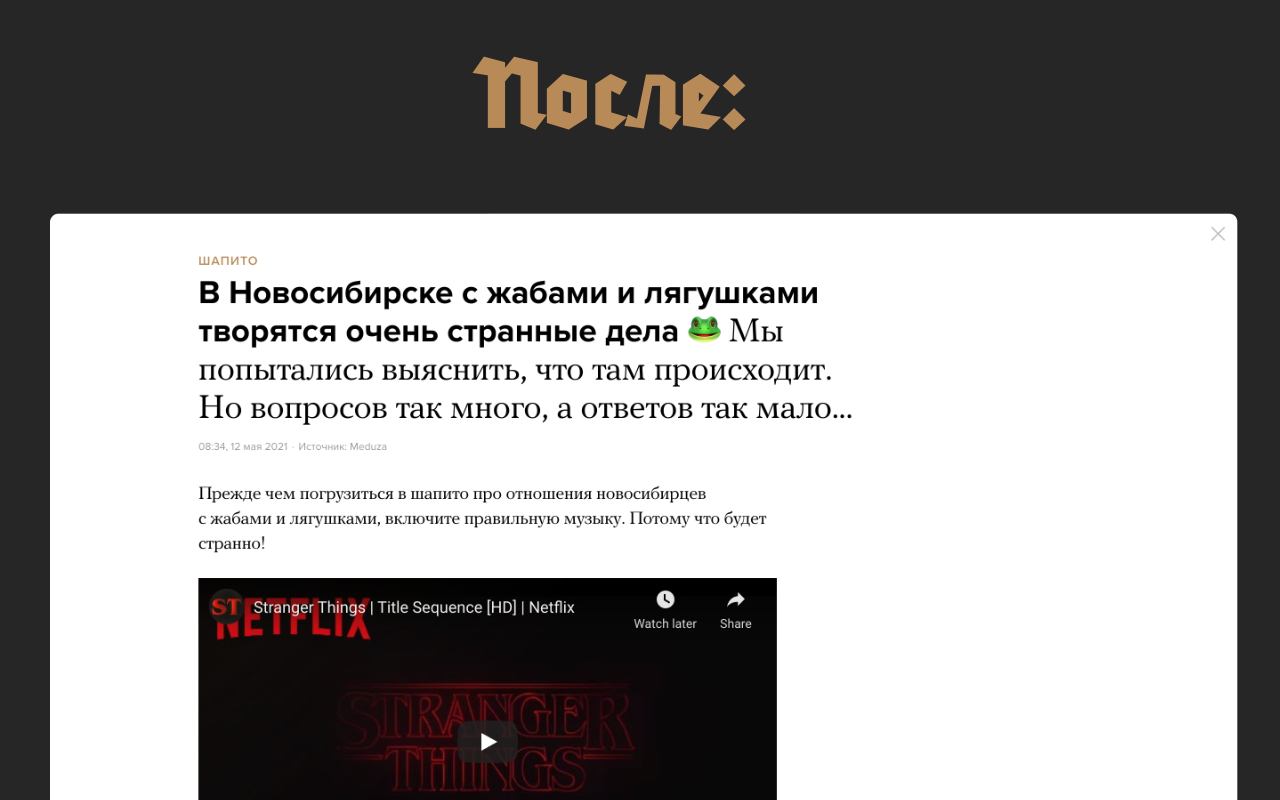 После:
ШАПИТО
В Новосибирске с жабами и лягушками
творятся очень странные дела 🐸 Мы
попытались выяснить, что там происходит.
Но вопросов так много, а ответов так мало...
08:34, 12 мая 2021 · Источник: Meduza
Прежде чем погрузиться в шапито про отношения новосибирцев
с жабами и лягушками, включите правильную музыку. Потому что будет
странно!
ST Stranger Things | Title Sequence [HD] | Netflix
NETFLIX
Watch later Share
STRANGER
THINGS